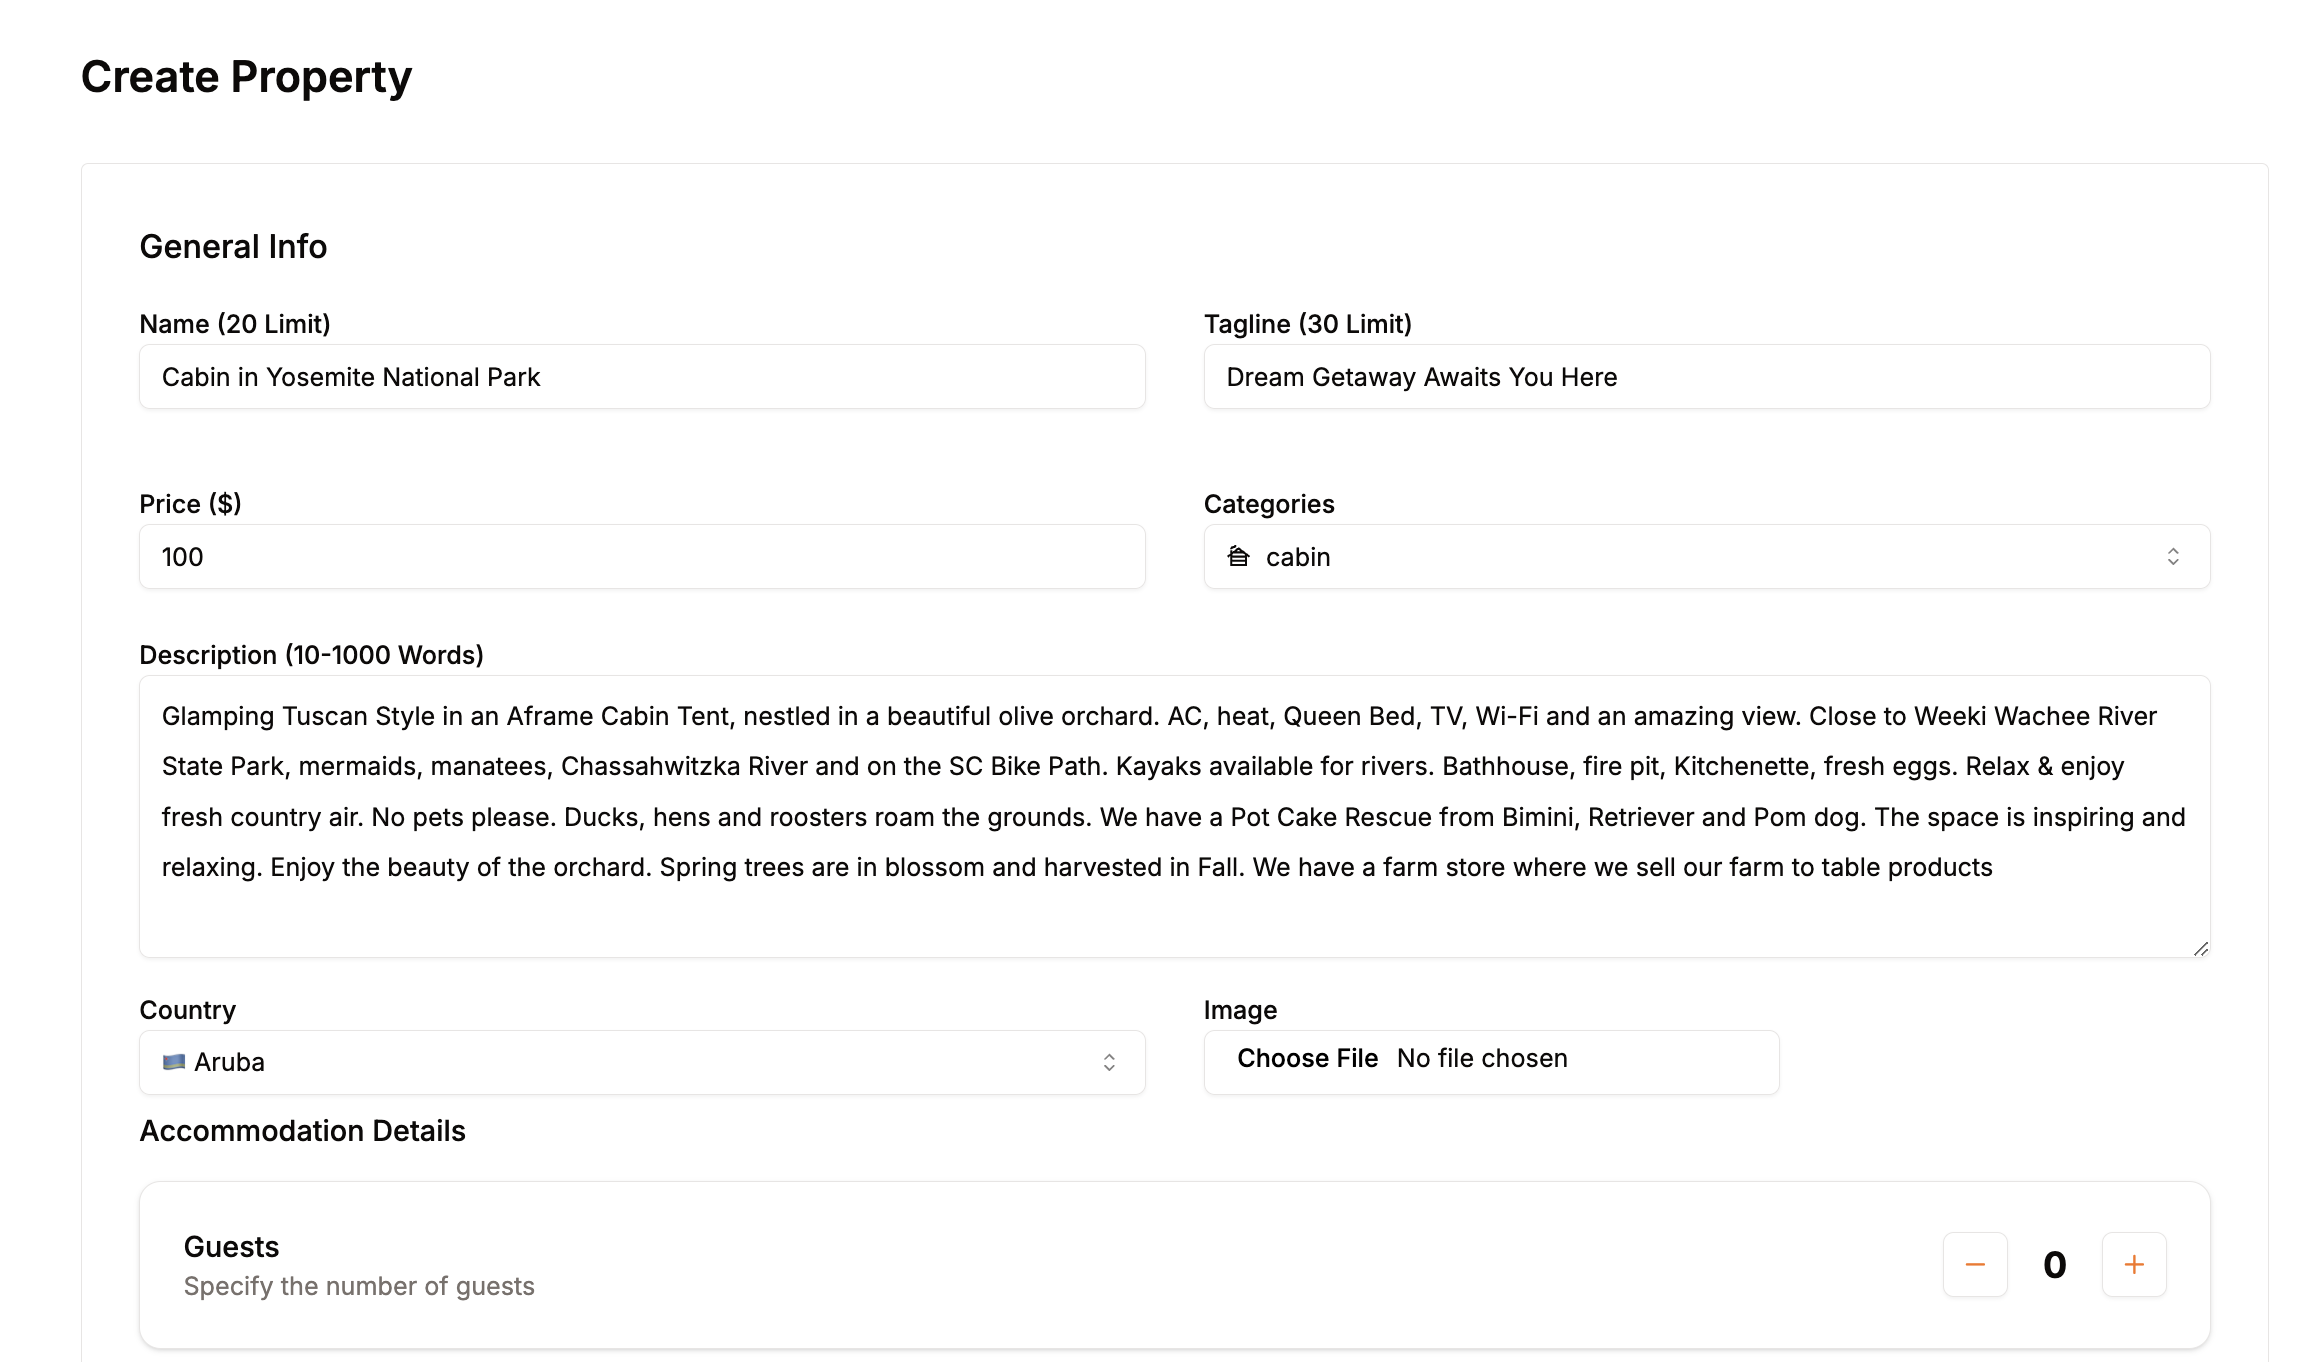 Create Property
General Info
Name (20 Limit)
Cabin in Yosemite National Park
Tagline (30 Limit)
Dream Getaway Awaits You Here
Price ($)
100
Categories
cabin
Description (10-1000 Words)
Glamping Tuscan Style in an Aframe Cabin Tent, nestled in a beautiful olive orchard. AC, heat, Queen Bed, TV, Wi-Fi and an amazing view. Close to Weeki Wachee River
State Park, mermaids, manatees, Chassahwitzka River and on the SC Bike Path. Kayaks available for rivers. Bathhouse, fire pit, Kitchenette, fresh eggs. Relax & enjoy
fresh country air. No pets please. Ducks, hens and roosters roam the grounds. We have a Pot Cake Rescue from Bimini, Retriever and Pom dog. The space is inspiring and
relaxing. Enjoy the beauty of the orchard. Spring trees are in blossom and harvested in Fall. We have a farm store where we sell our farm to table products
Country
Aruba
Image
Choose File No file chosen
Accommodation Details
Guests
Specify the number of guests
− 0 +